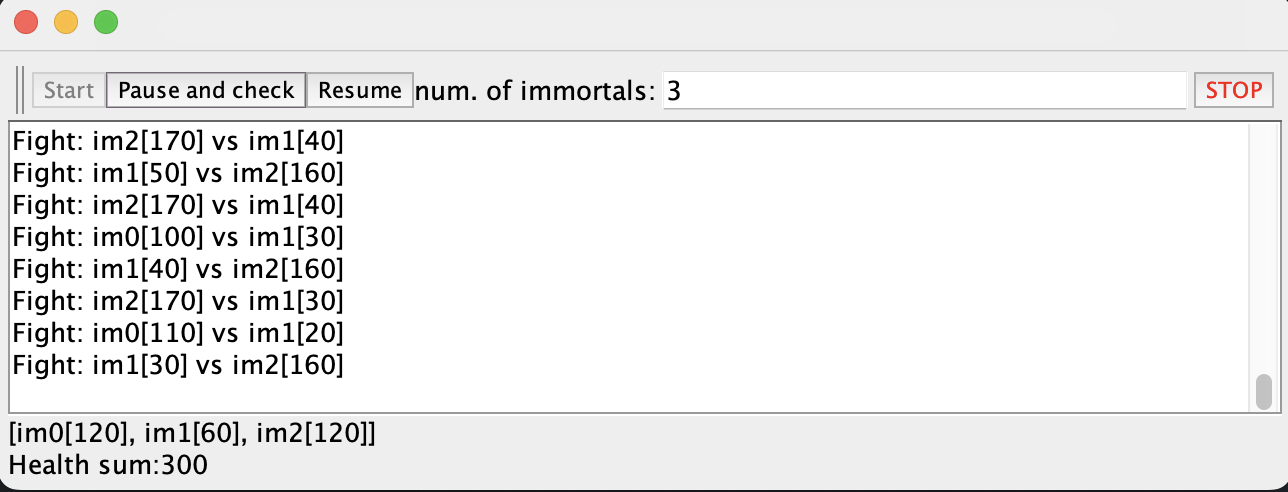 Start Pause and check Resume num. of immortals: 3 STOP
Fight: im2[170] vs im1[40]
Fight: im1[50] vs im2[160]
Fight: im2[170] vs im1[40]
Fight: im0[100] vs im1[30]
Fight: im1[40] vs im2[160]
Fight: im2[170] vs im1[30]
Fight: im0[110] vs im1[20]
Fight: im1[30] vs im2[160]
[im0[120], im1[60], im2[120]]
Health sum:300